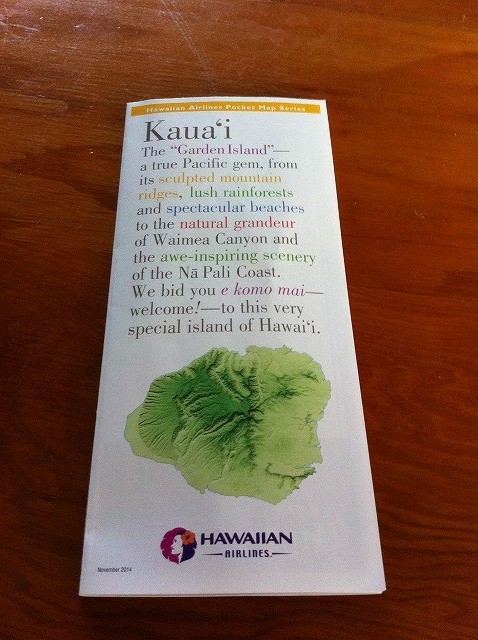 Hawaiian Airlines Pocket Map Series
Kauaʻi
The “Garden Island”—
a true Pacific gem, from
its sculpted mountain
ridges, lush rainforests
and spectacular beaches
to the natural grandeur
of Waimea Canyon and
the awe-inspiring scenery
of the Nā Pali Coast.
We bid you e komo mai—
welcome!—to this very
special island of Hawaiʻi.
HAWAIIAN
AIRLINES
November 2014